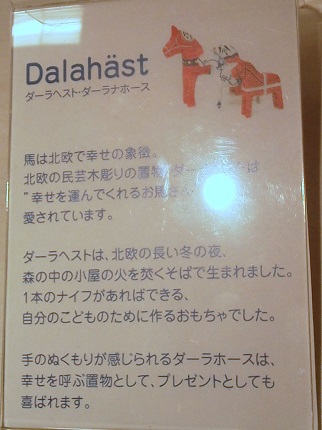 Dalahäst
ダーラヘスト・ダーラナホース
馬は北欧で幸せの象徴。
北欧の民芸木彫りの置物、ダーラ は
"幸せを運んでくれるお馬さん
愛されています。
ダーラヘストは、北欧の長い冬の夜、
森の中の小屋の火を焚くそばで生まれました。
1本のナイフがあればできる、
自分のこどものために作るおもちゃでした。
手のぬくもりが感じられるダーラホースは、
幸せを呼ぶ置物として、プレゼントとしても
喜ばれます。